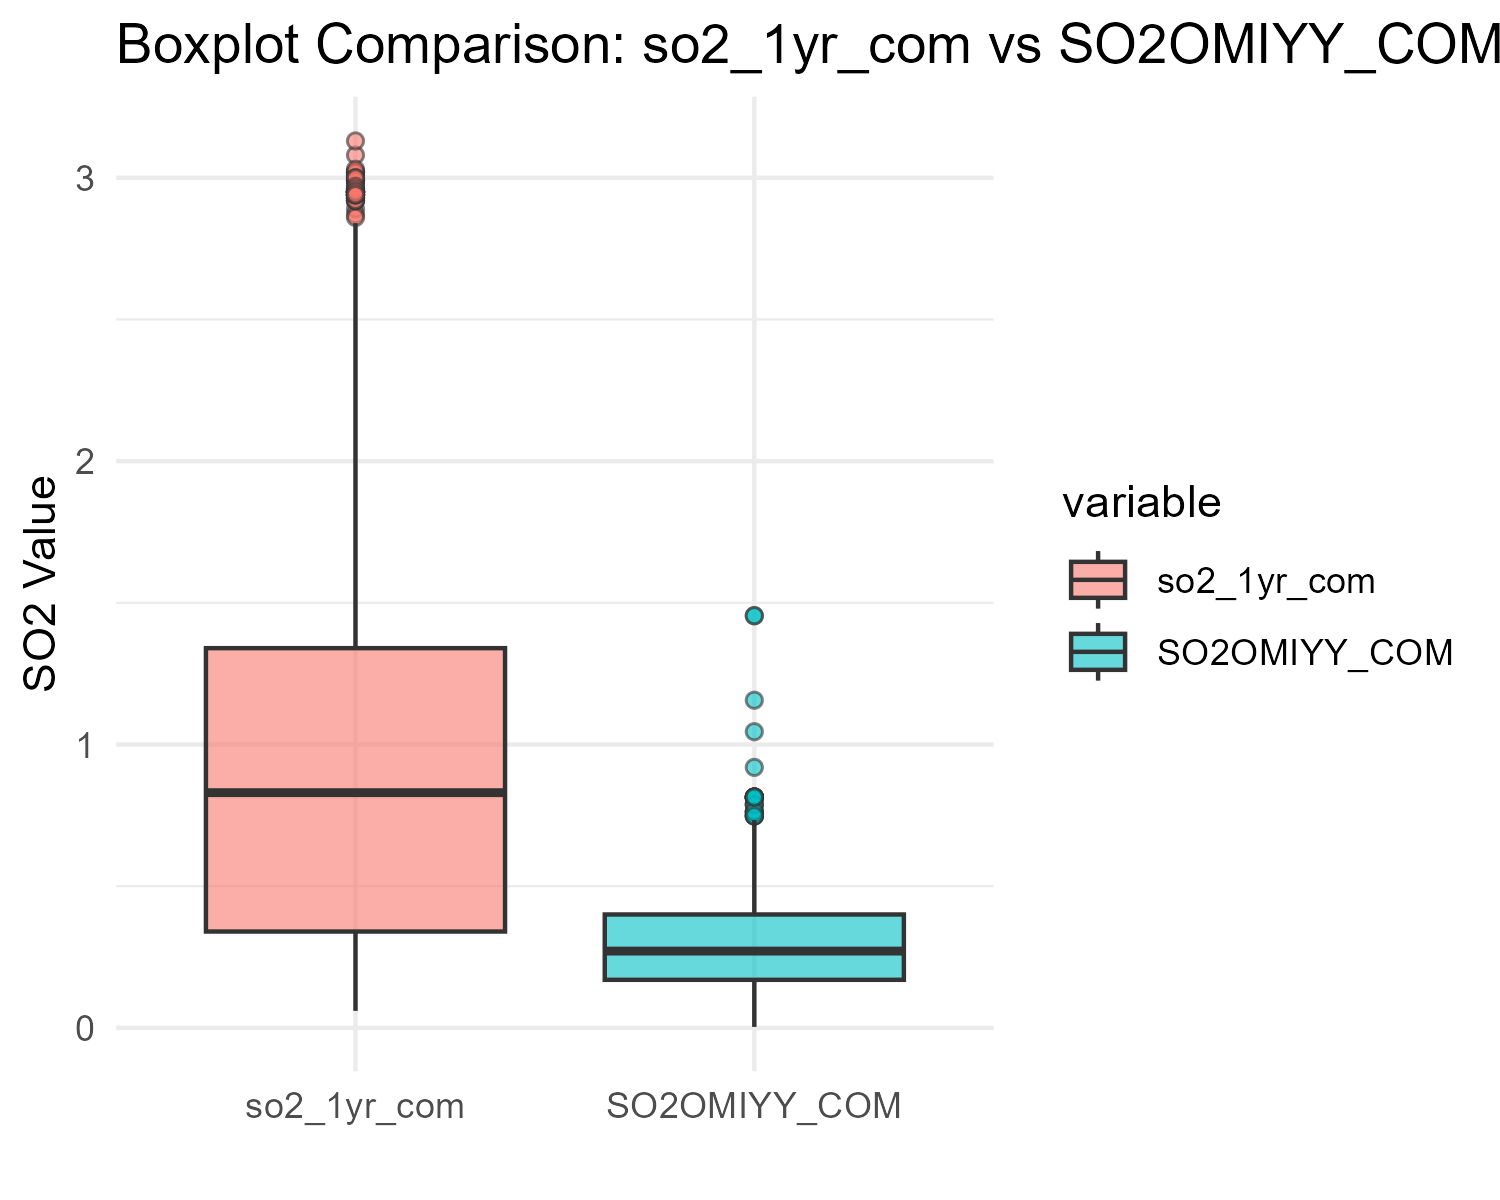 Boxplot Comparison: so2_1yr_com vs SO2OMIYY_COM
SO2 Value
3
2
1
0
so2_1yr_com
SO2OMIYY_COM
variable
so2_1yr_com
SO2OMIYY_COM